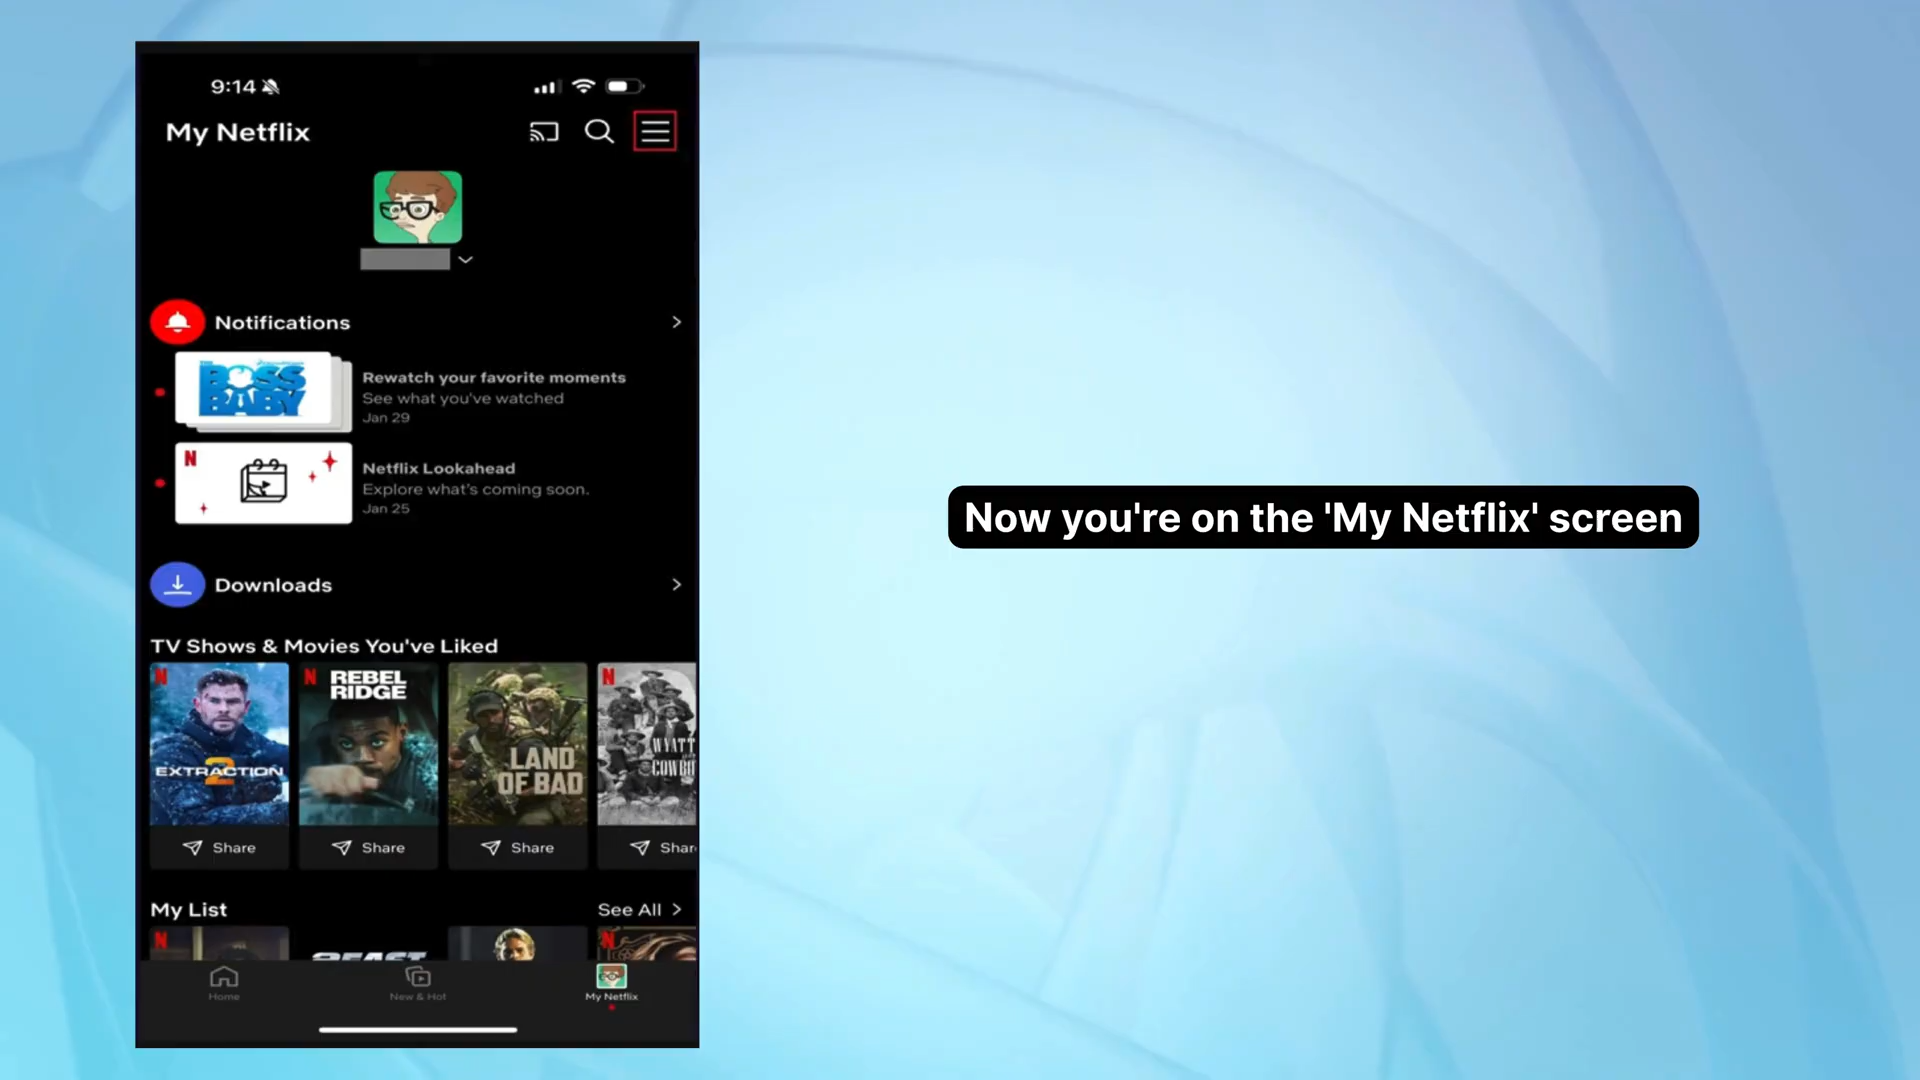 9:14
My Netflix
Notifications
THE
BOSS
BABY
Rewatch your favorite moments
See what you've watched
Jan 29
N
Netflix Lookahead
Explore what's coming soon.
Jan 25
Downloads
TV Shows & Movies You've Liked
N
EXTRACTION
2
N
REBEL
RIDGE
LAND
OF BAD
N
WYATT
COWBO
Share
Share
Share
Shar
My List
See All
N
BEAST
N
Home
New & Hot
My Netflix
Now you're on the 'My Netflix' screen